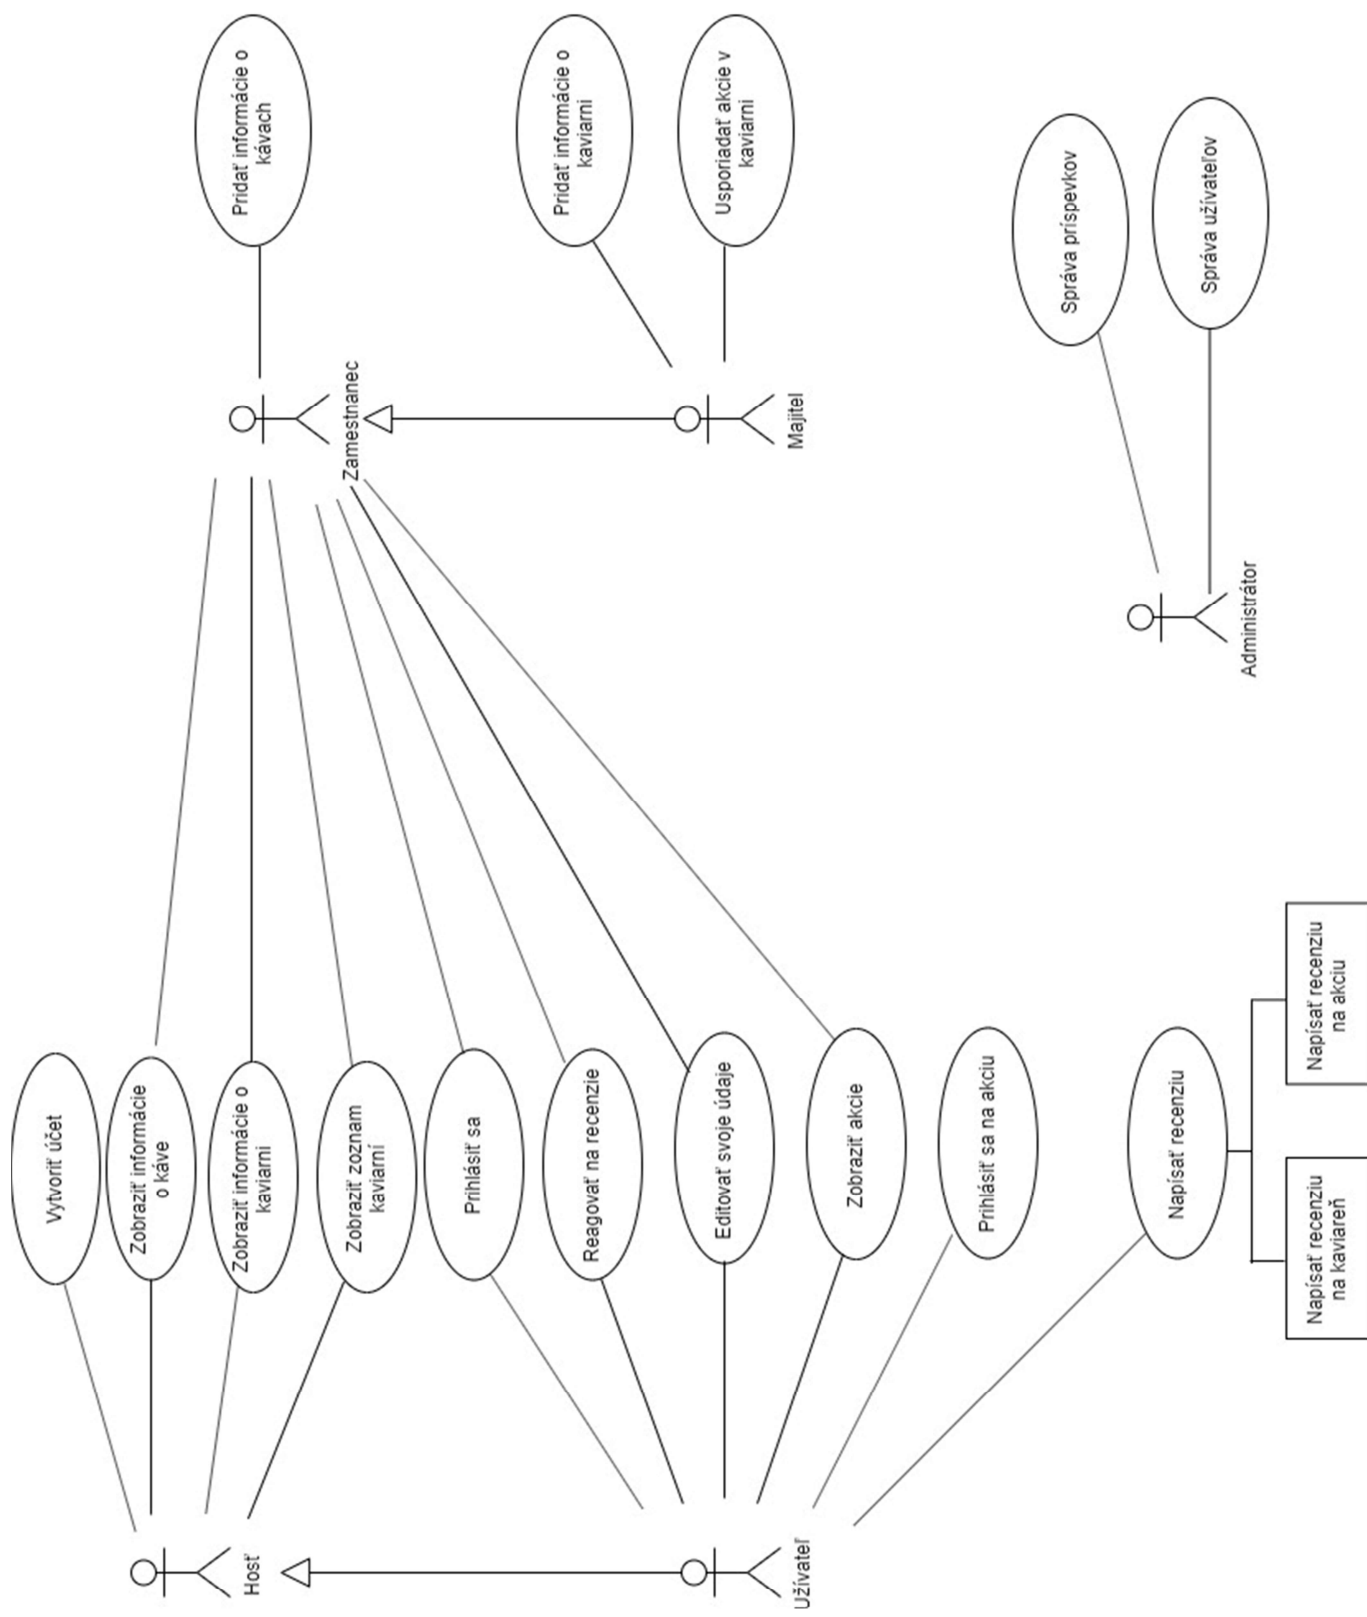 Hosť
Užívateľ
Vytvoriť účet
Zobraziť informácie
o káve
Zobraziť informácie o
kaviarni
Zobraziť zoznam
kaviarní
Prihlásiť sa
Reagovať na recenzie
Editovať svoje údaje
Zobraziť akcie
Prihlásiť sa na akciu
Napísať recenziu
Napísať recenziu
na kaviareň
Napísať recenziu
na akciu
Zamestnanec
Majitel
Administrátor
Pridať informácie o
kávach
Pridať informácie o
kaviarni
Usporiadať akcie v
kaviarni
Správa príspevkov
Správa užívateľov